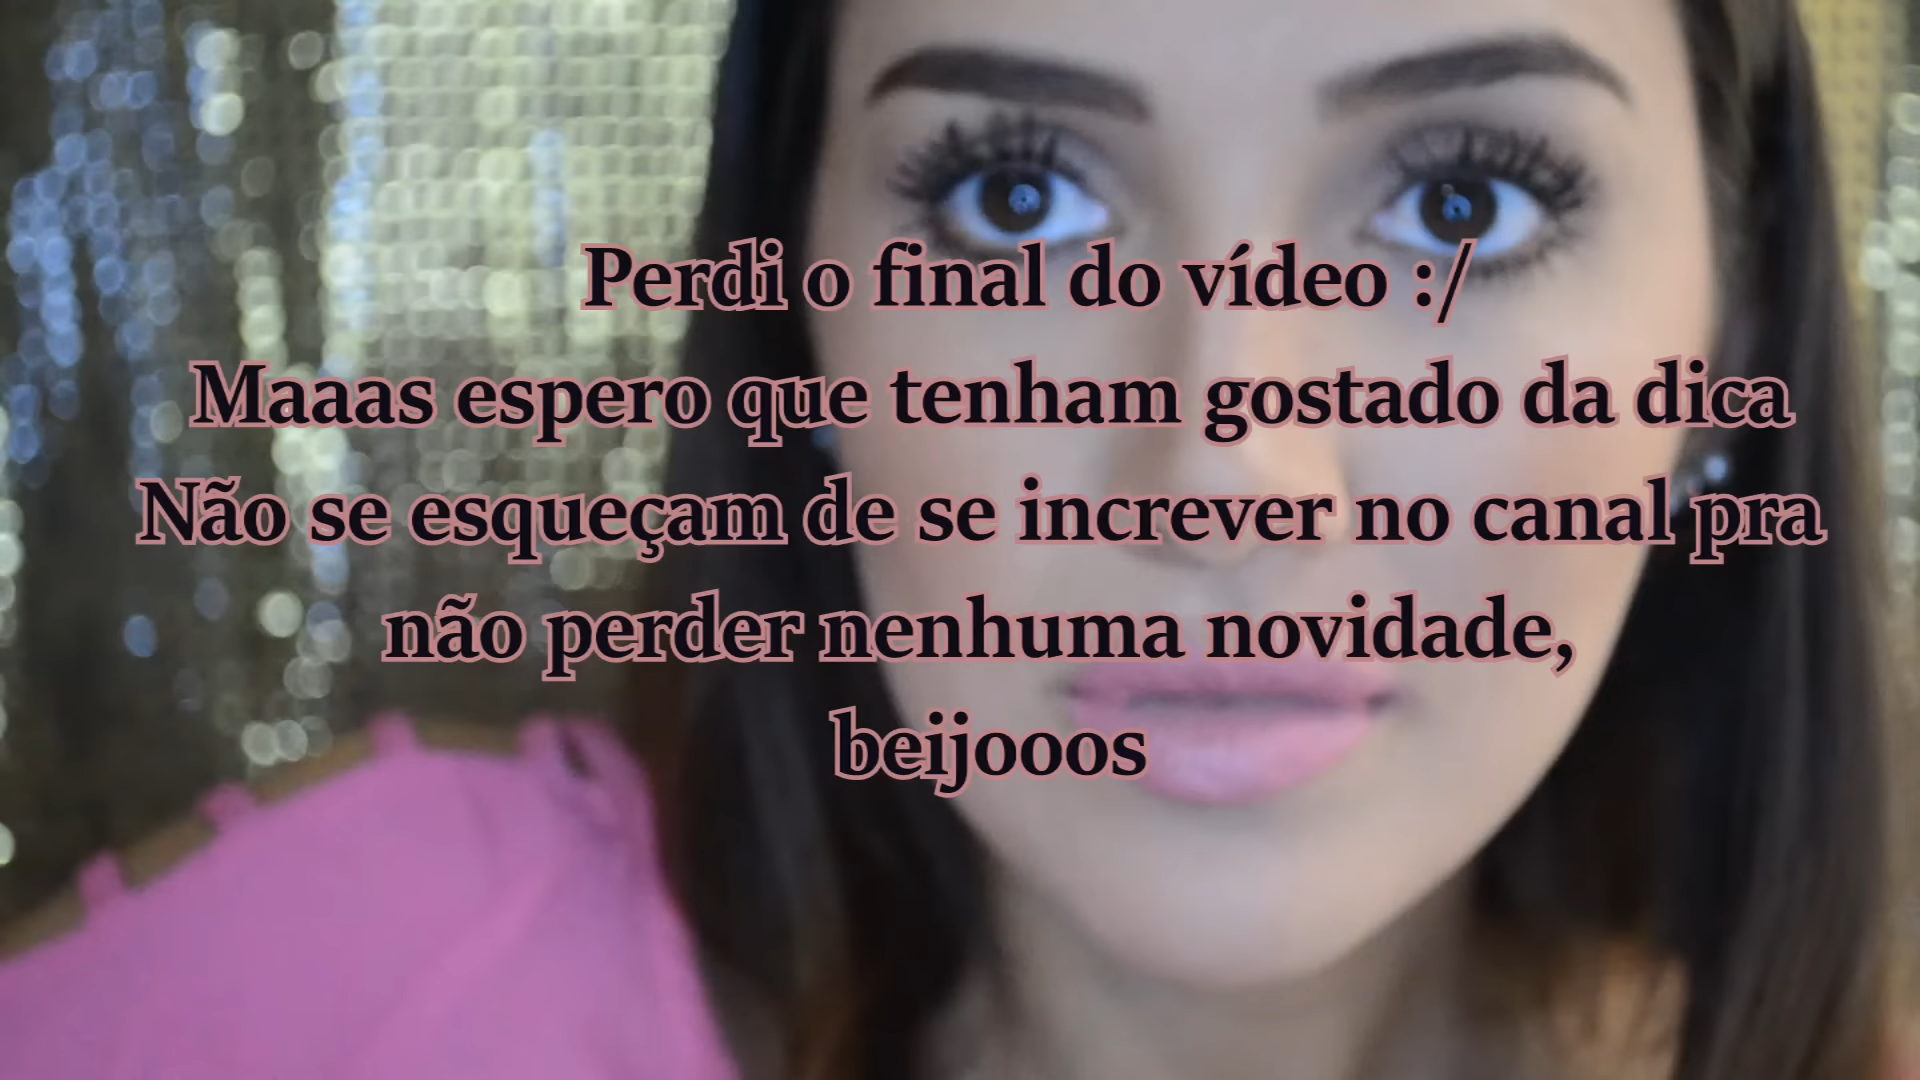 Perdi o final do vídeo :/
Maaas espero que tenham gostado da dica
Não se esqueçam de se increver no canal pra
não perder nenhuma novidade,
beijooos